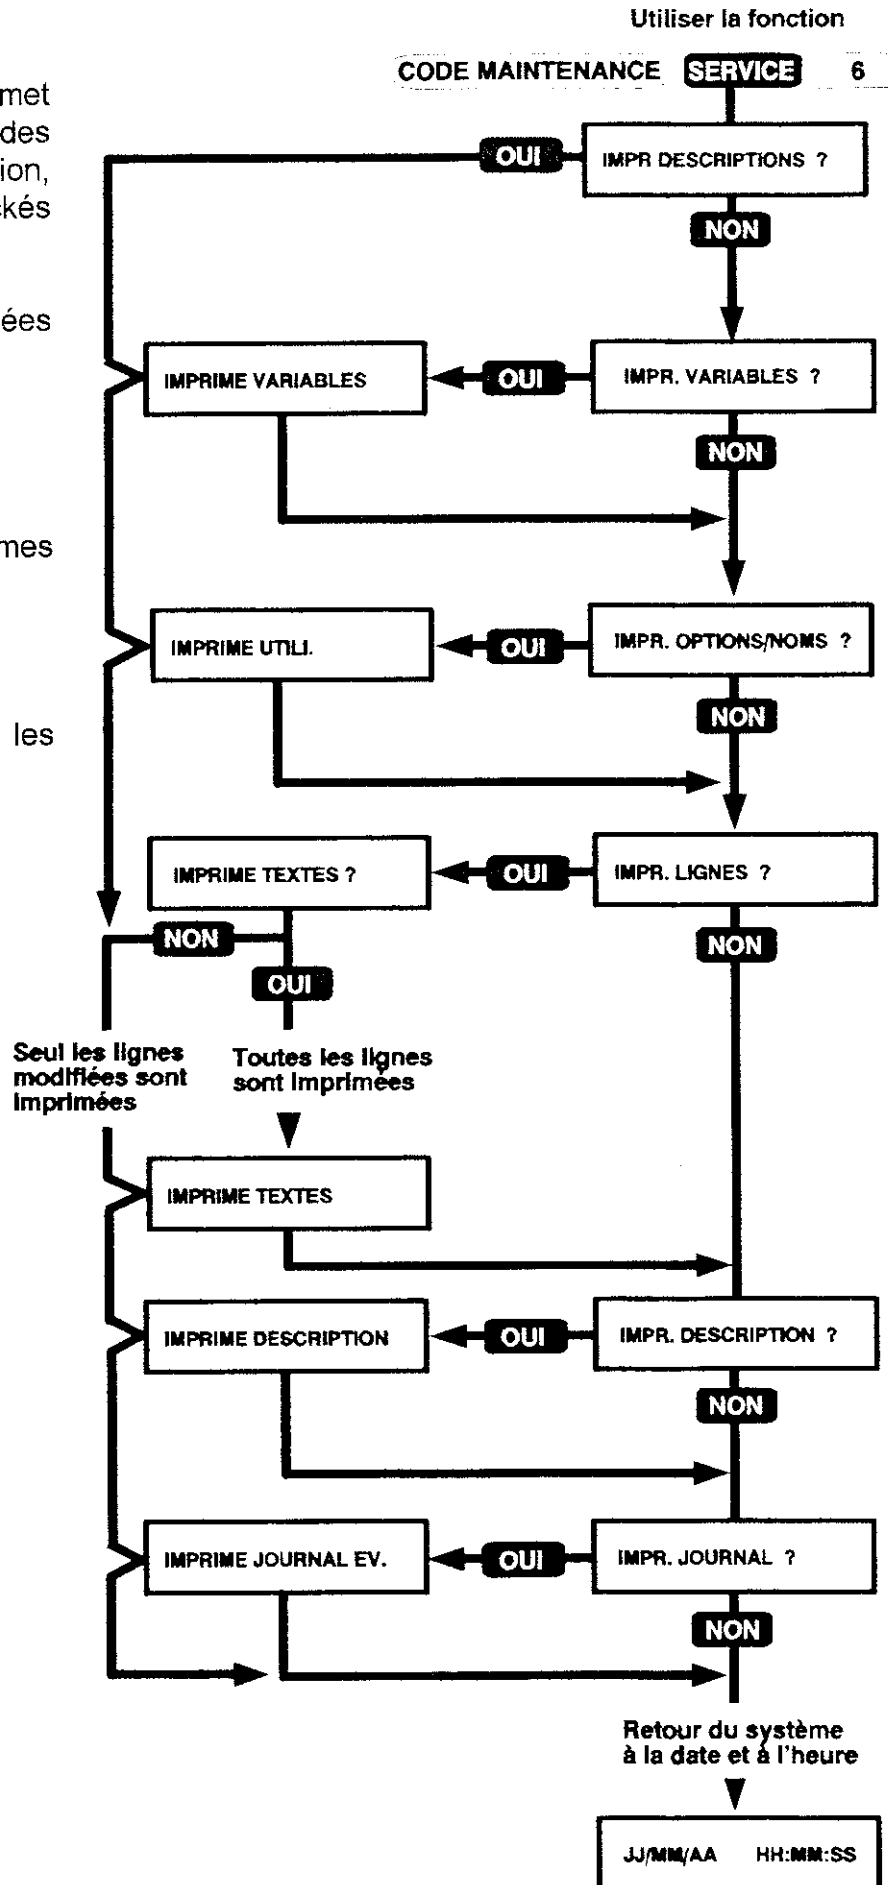 Utiliser la fonction
CODE MAINTENANCE SERVICE 6
met
des
ion,
ckés
ées
mes
les
OUI
IMPR DESCRIPTIONS ?
NON
IMPRIME VARIABLES
OUI
IMPR. VARIABLES ?
NON
IMPRIME UTILI.
OUI
IMPR. OPTIONS/NOMS ?
NON
IMPRIME TEXTES ?
OUI
IMPR. LIGNES ?
NON
NON
OUI
Seul les lignes
modifiées sont
imprimées
Toutes les lignes
sont imprimées
IMPRIME TEXTES
IMPRIME DESCRIPTION
OUI
IMPR. DESCRIPTION ?
NON
IMPRIME JOURNAL EV.
OUI
IMPR. JOURNAL ?
NON
Retour du système
à la date et à l'heure
JJ/MM/AA HH:MM:SS